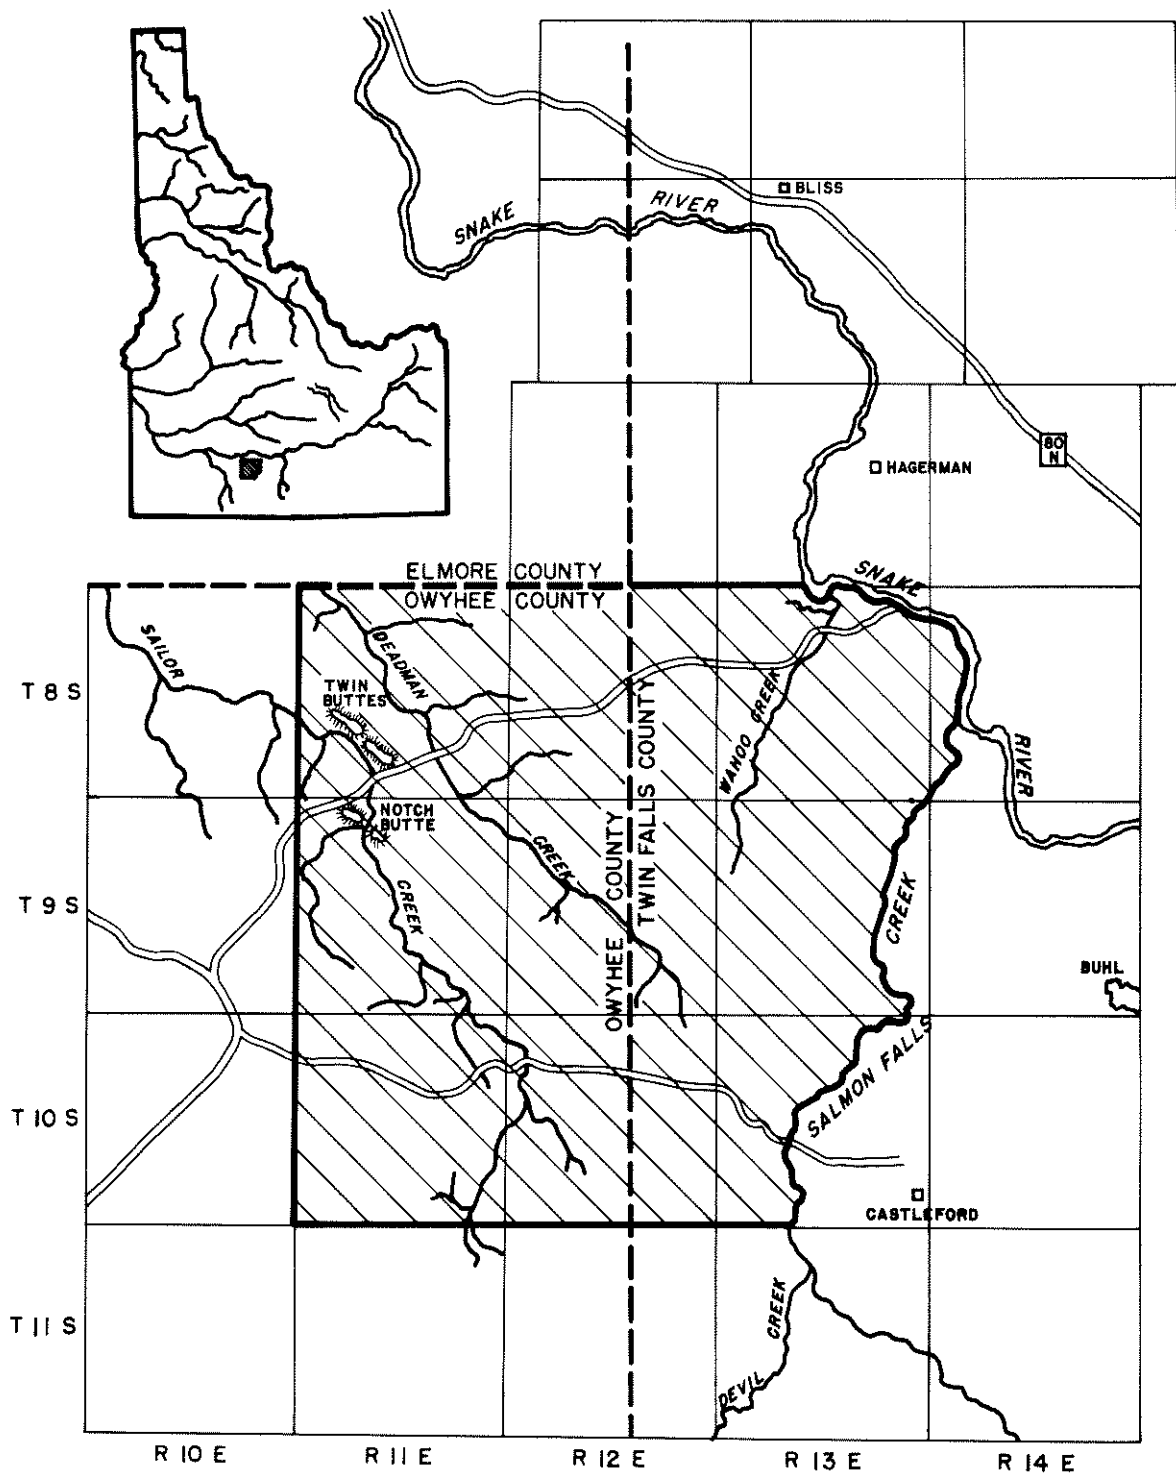 BLISS
SNAKE
RIVER
80
N
HAGERMAN
ELMORE COUNTY
OWYHEE COUNTY
SNAKE
RIVER
SAILOR
CREEK
DEADMAN
CREEK
TWIN
BUTTES
NOTCH
BUTTE
WAHOO CREEK
OWYHEE COUNTY
TWIN FALLS COUNTY
SALMON FALLS
CREEK
BUHL
CASTLEFORD
DEVIL
CREEK
T 8 S
T 9 S
T 10 S
T 11 S
R 10 E
R 11 E
R 12 E
R 13 E
R 14 E